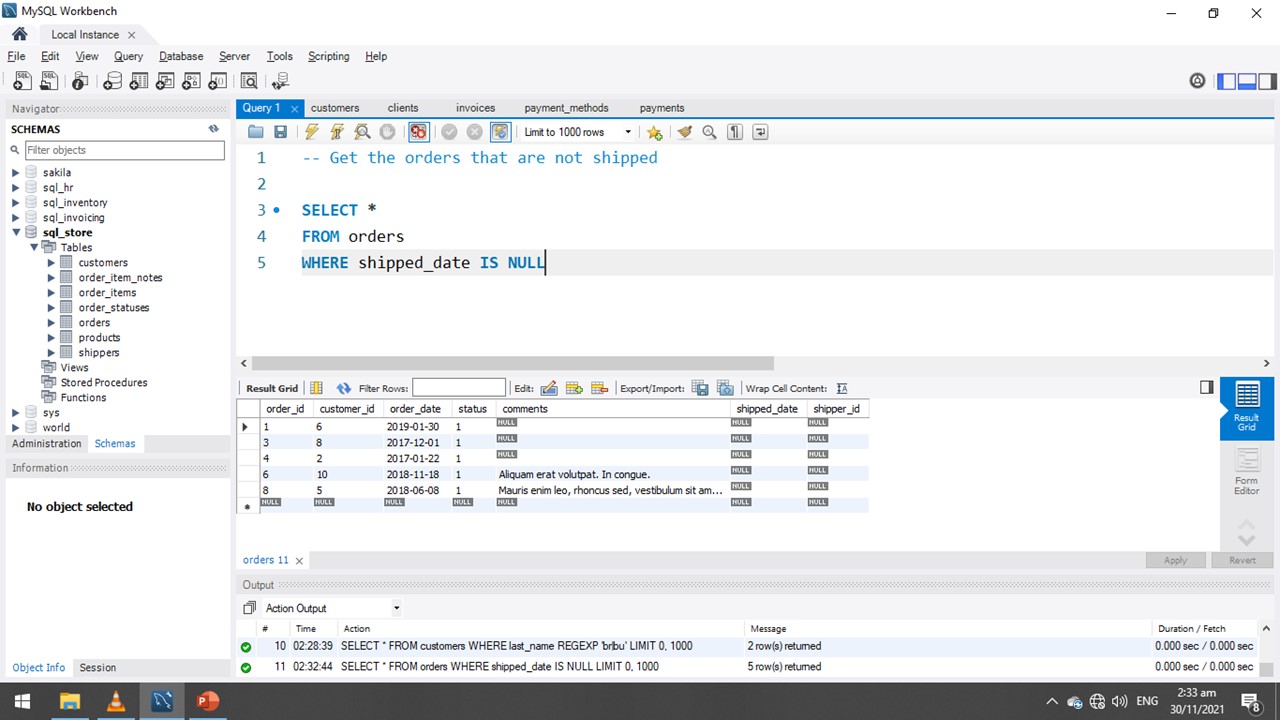 MySQL Workbench
Local Instance
File Edit View Query Database Server Tools Scripting Help
Navigator
SCHEMAS
Filter objects
sakila
sql_hr
sql_inventory
sql_invoicing
sql_store
Tables
customers
order_item_notes
order_items
order_statuses
orders
products
shippers
Views
Stored Procedures
Functions
sys
world
Administration Schemas
Information
No object selected
Object Info Session
Query 1 customers clients invoices payment_methods payments
Limit to 1000 rows
1 -- Get the orders that are not shipped
2
3 SELECT *
4 FROM orders
5 WHERE shipped_date IS NULL
Result Grid Filter Rows: Edit: Export/Import: Wrap Cell Content: IA
order_id customer_id order_date status comments shipped_date shipper_id
1 6 2019-01-30 1 NULL NULL NULL
3 8 2017-12-01 1 NULL NULL NULL
4 2 2017-01-22 1 NULL NULL NULL
6 10 2018-11-18 1 Aliquam erat volutpat. In congue. NULL NULL
8 5 2018-06-08 1 Mauris enim leo, rhoncus sed, vestibulum sit am... NULL NULL
NULL NULL NULL NULL NULL NULL NULL
Result
Grid
Form
Editor
orders 11
Apply Revert
Output
Action Output
# Time Action Message Duration / Fetch
10 02:28:39 SELECT * FROM customers WHERE last_name REGEXP 'br|bu' LIMIT 0, 1000 2 row(s) returned 0.000 sec / 0.000 sec
11 02:32:44 SELECT * FROM orders WHERE shipped_date IS NULL LIMIT 0, 1000 5 row(s) returned 0.000 sec / 0.000 sec
ENG
2:33 am
30/11/2021
8